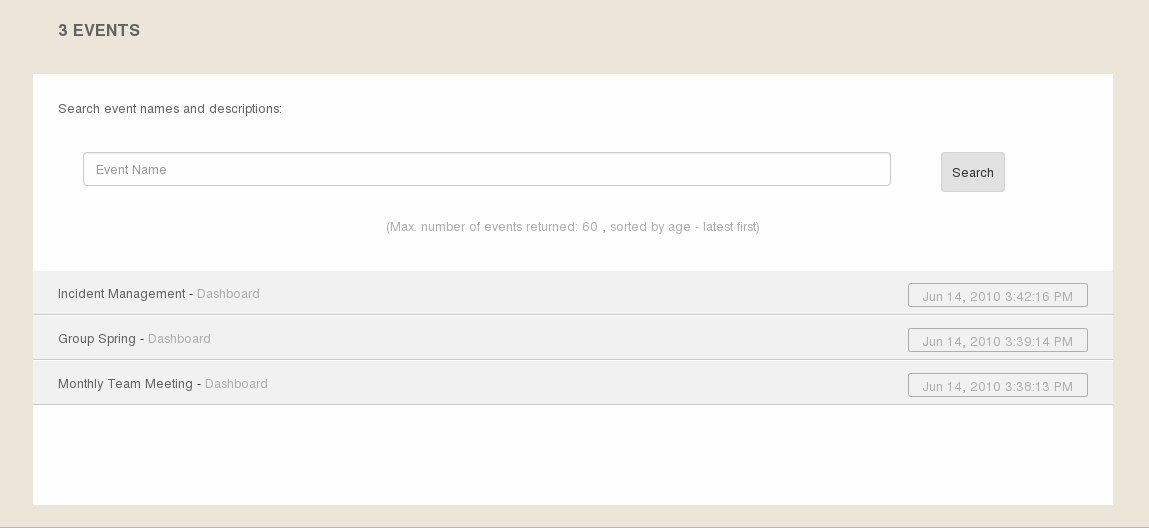 3 EVENTS
Search event names and descriptions:
Event Name
Search
(Max. number of events returned: 60 , sorted by age - latest first)
Incident Management - Dashboard
Jun 14, 2010 3:42:16 PM
Group Spring - Dashboard
Jun 14, 2010 3:39:14 PM
Monthly Team Meeting - Dashboard
Jun 14, 2010 3:38:13 PM